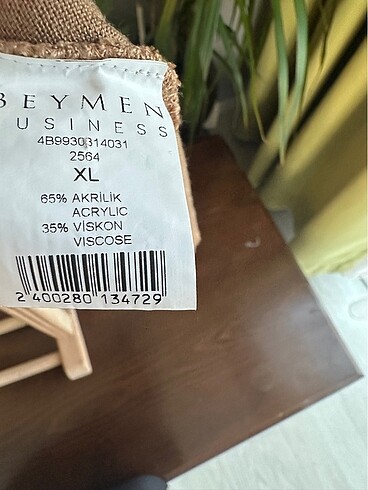 BEYMEN
USINESS
4B9930314031
2564
XL
65% AKRİLİK
ACRYLIC
35% VİSKON
VISCOSE
2 400280 134729